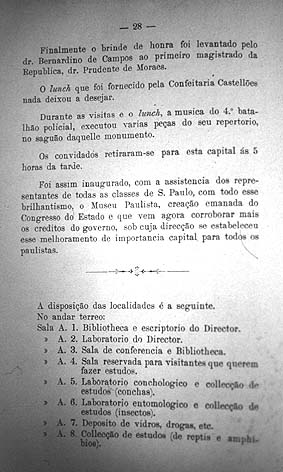 — 28 —
Finalmente o brinde de honra foi levantado pelo
dr. Bernardino de Campos ao primeiro magistrado da
Republica, dr. Prudente de Moraes.
O lunch que foi fornecido pela Confeitaria Castellões
nada deixou a desejar.
Durante as visitas e o lunch, a musica do 4.º bata-
lhão policial, executou varias peças do seu repertorio,
no saguão daquelle monumento.
Os convidados retiraram-se para esta capital ás 5
horas da tarde.
Foi assim inaugurado, com a assistencia dos repre-
sentantes de todas as classes de S. Paulo, com todo esse
brilhantismo, o Museu Paulista, creação emanada do
Congresso do Estado e que vem agora corroborar mais
os creditos do governo, sob cuja direcção se estabeleceu
esse melhoramento de importancia capital para todos os
paulistas.
A disposição das localidades é a seguinte.
No andar terreo:
Sala A. 1. Bibliotheca e escriptorio do Director.
» A. 2. Laboratorio do Director.
» A. 3. Sala de conferencia e Bibliotheca.
» A. 4. Sala reservada para visitantes que querem
fazer estudos.
» A. 5. Laboratorio conchologico e collecção de
estudos (conchas).
» A. 6. Laboratorio entomologico e collecção de
estudos (insectos).
» A. 7. Deposito de vidros, drogas, etc.
» A. 8. Collecção de estudos (de reptis e amphi-
bios).